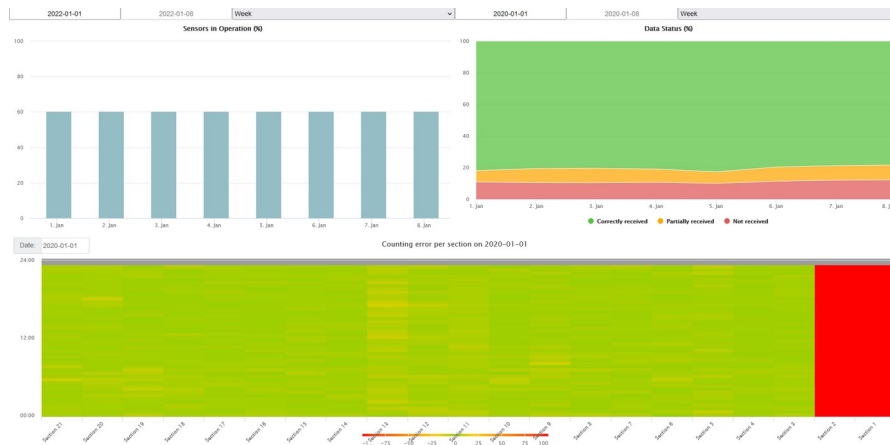 2022-01-01 2022-01-08 Week 2020-01-01 2020-01-08 Week
Sensors in Operation (%)
100
80
60
40
20
0
1. Jan 2. Jan 3. Jan 4. Jan 5. Jan 6. Jan 7. Jan 8. Jan
Data Status (%)
100
80
60
40
20
0
1. Jan 2. Jan 3. Jan 4. Jan 5. Jan 6. Jan 7. Jan 8. J
Correctly received Partially received Not received
Date: 2020-01-01
Counting error per section on 2020-01-01
24:00
12:00
00:00
Section 21 Section 20 Section 19 Section 18 Section 17 Section 16 Section 15 Section 14 Section 13 Section 12 Section 11 Section 10 Section 9 Section 8 Section 7 Section 6 Section 5 Section 4 Section 3 Section 2 Section 1
-75 -50 -25 0 25 50 75 100